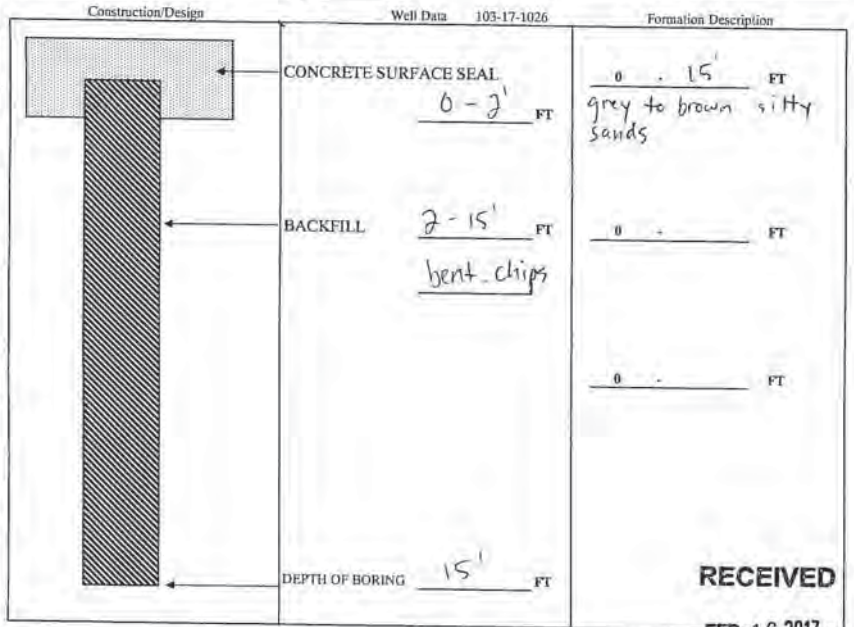 Construction/Design Well Data 103-17-1026 Formation Description
CONCRETE SURFACE SEAL
0 - 2' FT
0 - 15' FT
grey to brown silty
sands
BACKFILL 2 - 15' FT
bent. chips
0 - FT
0 - FT
DEPTH OF BORING 15' FT
RECEIVED
2017